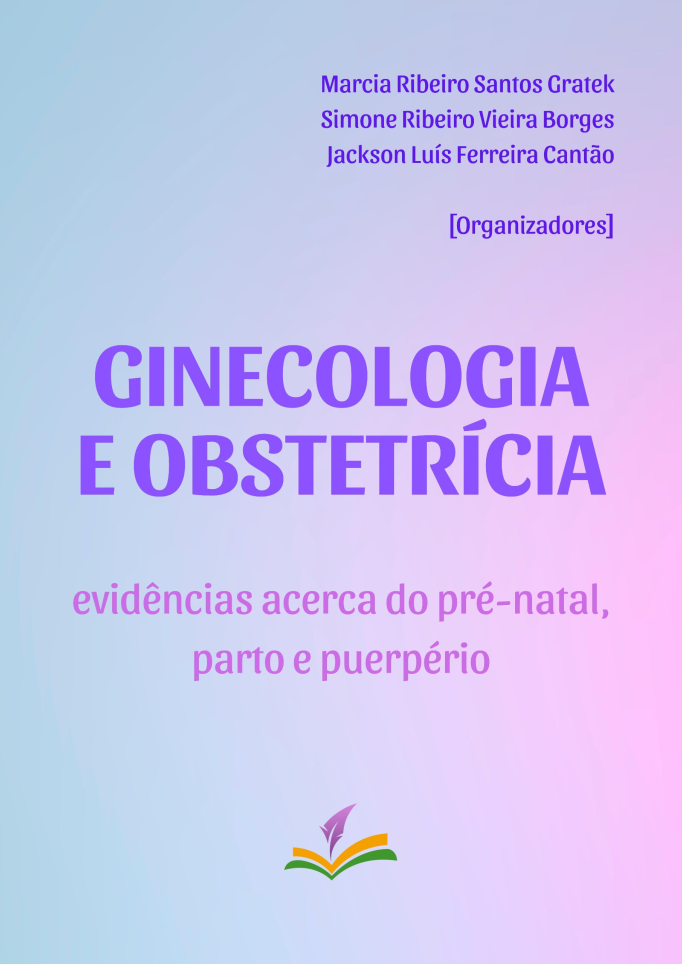 Marcia Ribeiro Santos Gratek
Simone Ribeiro Vieira Borges
Jackson Luís Ferreira Cantão
[Organizadores]
GINECOLOGIA
E OBSTETRÍCIA
evidências acerca do pré-natal,
parto e puerpério